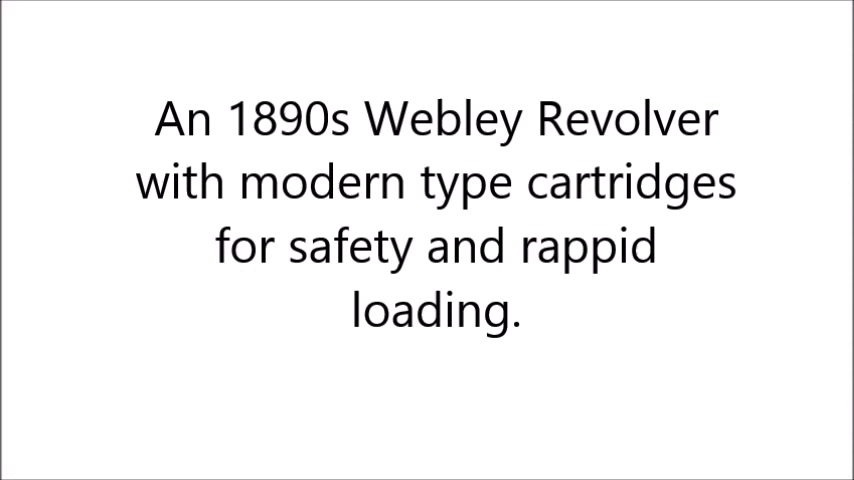 An 1890s Webley Revolver
with modern type cartridges
for safety and rappid
loading.